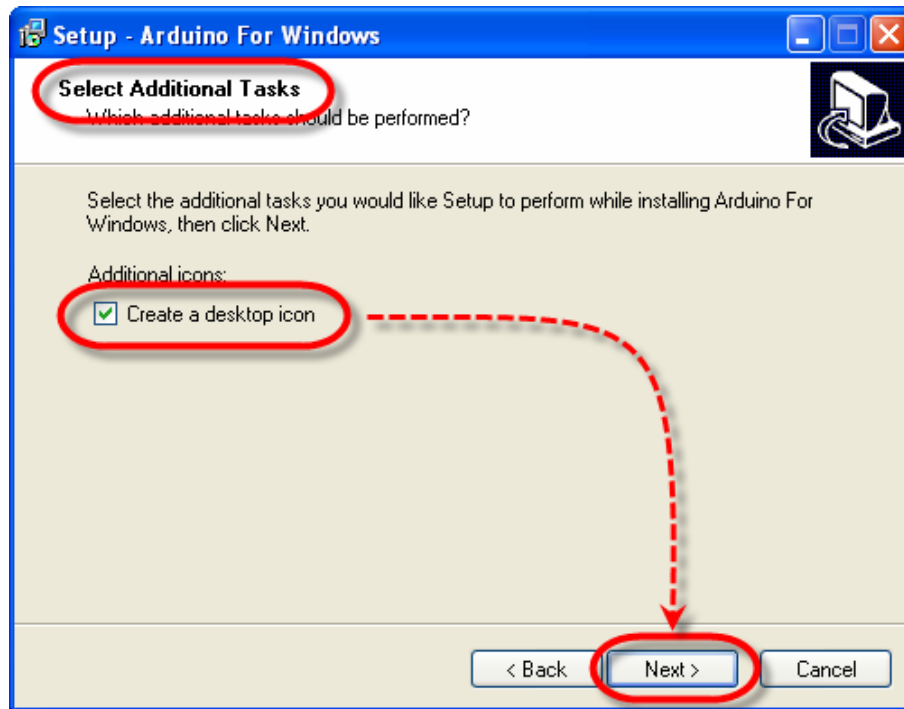 Setup - Arduino For Windows
Select Additional Tasks
Which additional tasks should be performed?
Select the additional tasks you would like Setup to perform while installing Arduino For
Windows, then click Next.
Additional icons:
Create a desktop icon
< Back Next > Cancel